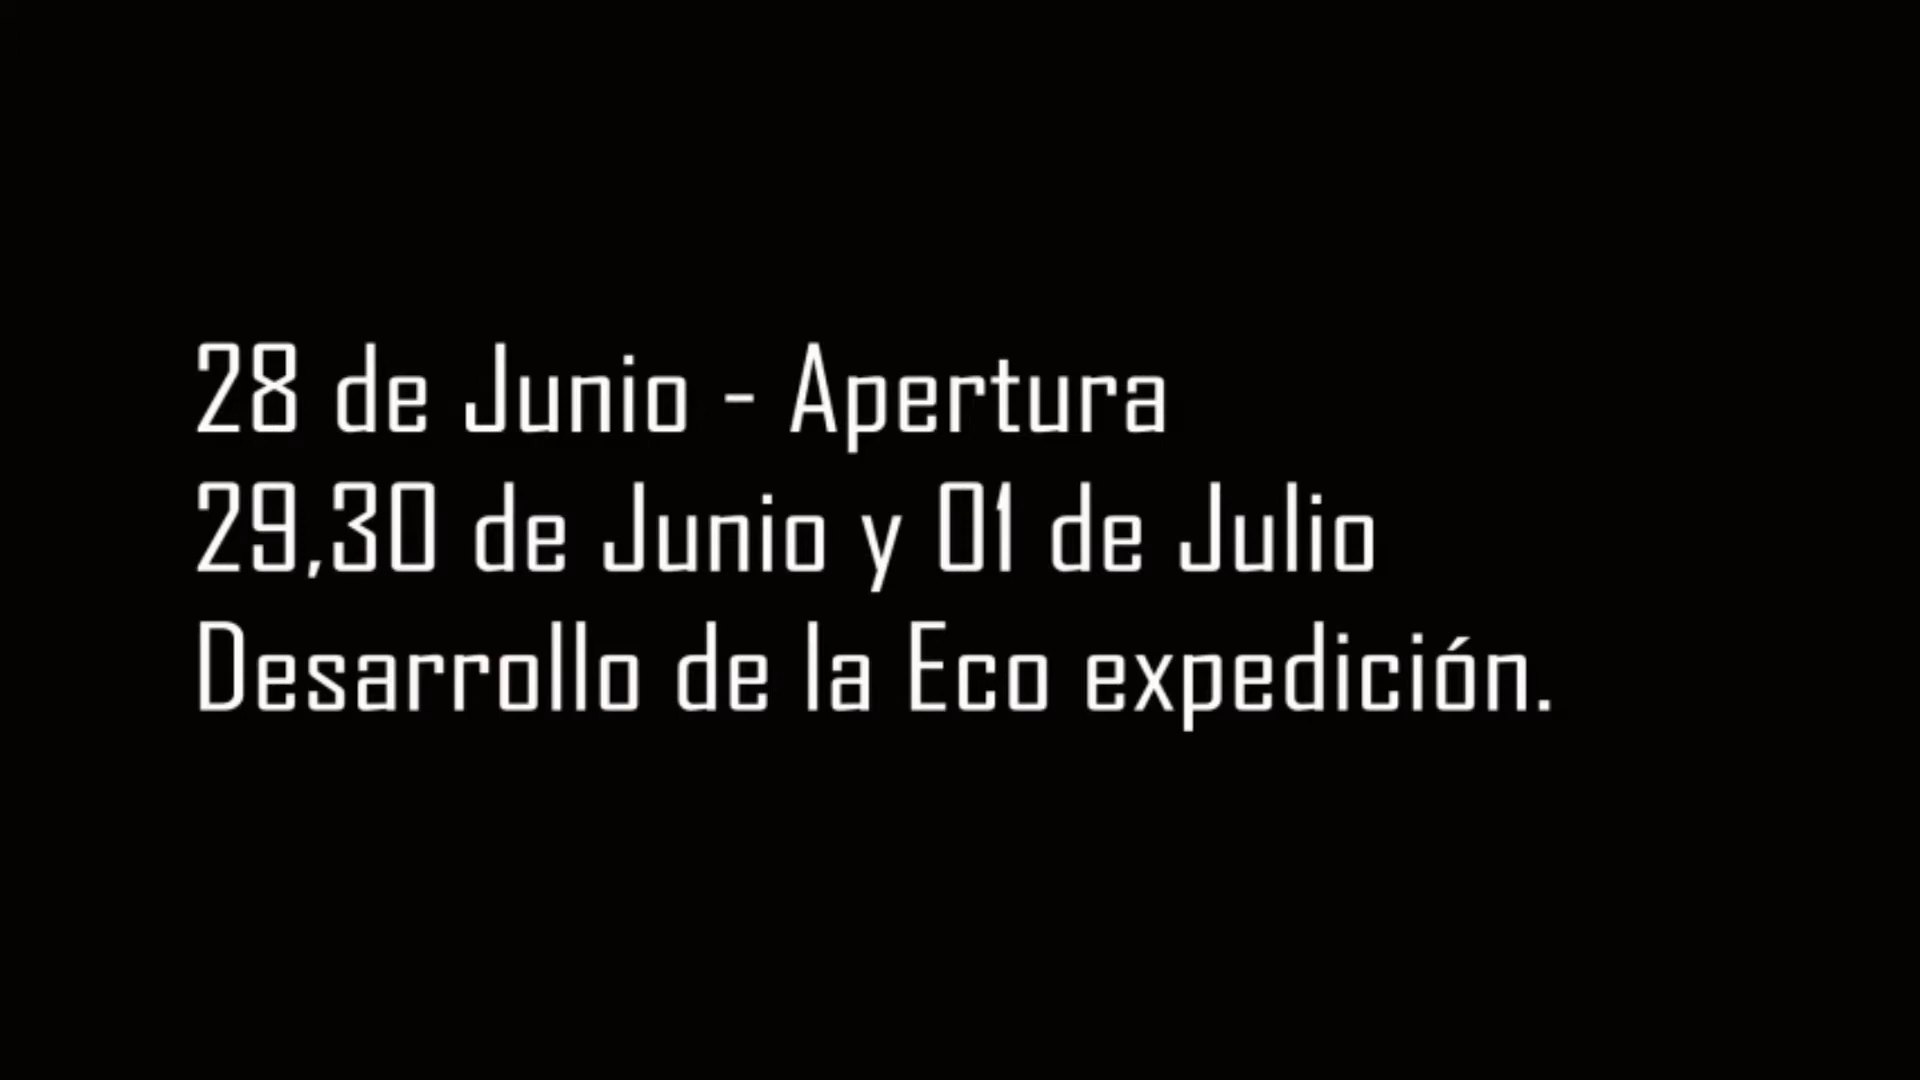 28 de Junio - Apertura
29,30 de Junio y 01 de Julio
Desarrollo de la Eco expedición.